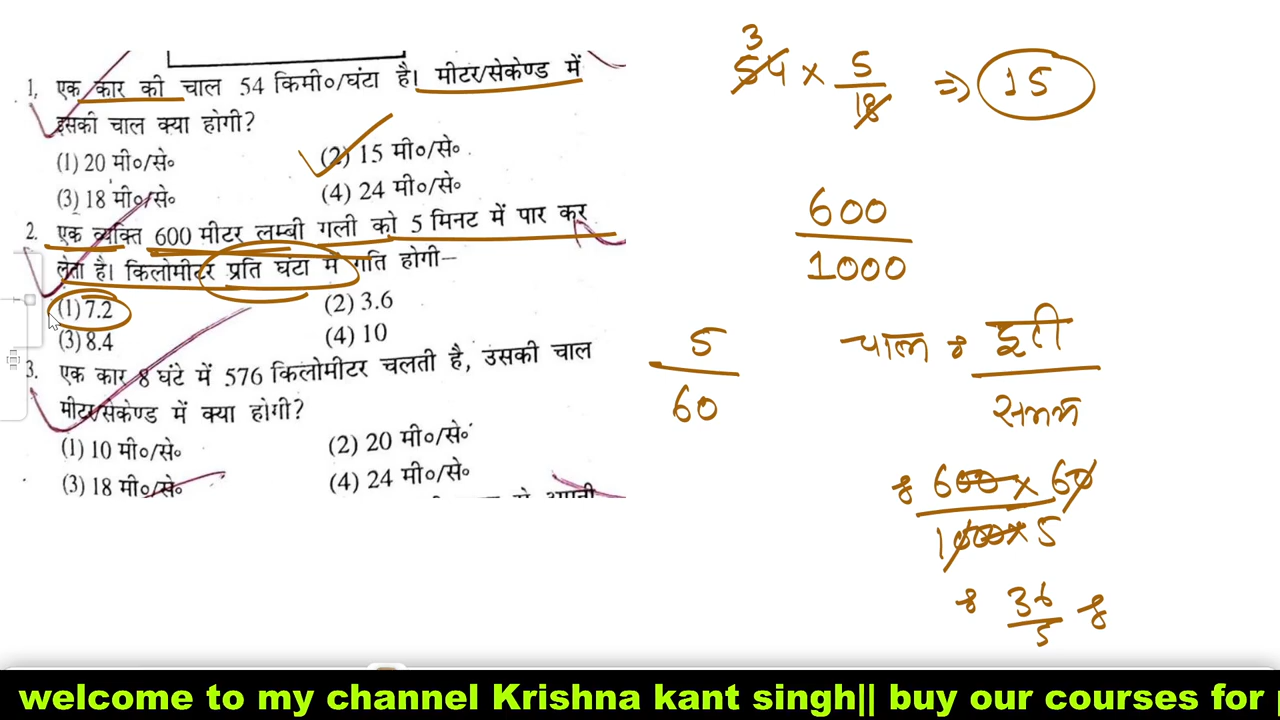 1. एक कार की चाल 54 किमी०/घंटा है। मीटर/सेकेण्ड में
इसकी चाल क्या होगी?
(1) 20 मी०/से० (2) 15 मी०/से०
(3) 18 मी०/से० (4) 24 मी०/से०
2. एक व्यक्ति 600 मीटर लम्बी गली को 5 मिनट में पार कर
लेता है। किलोमीटर प्रति घंटा में गति होगी–
(1) 7.2 (2) 3.6
(3) 8.4 (4) 10
3. एक कार 8 घंटे में 576 किलोमीटर चलती है, उसकी चाल
मीटर/सेकेण्ड में क्या होगी?
(1) 10 मी०/से० (2) 20 मी०/से०
(3) 18 मी०/से० (4) 24 मी०/से०
3
54 × 5 ⇒ 15
18
600
1000
5
60
चाल = दूरी
समय
= 600 × 60
1000 × 5
= 36 =
5
welcome to my channel Krishna kant singh|| buy our courses for